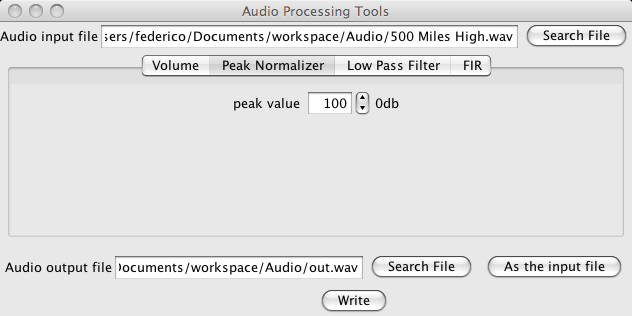 Audio Processing Tools
Audio input file sers/federico/Documents/workspace/Audio/500 Miles High.wav Search File
Volume Peak Normalizer Low Pass Filter FIR
peak value 100 0db
Audio output file Documents/workspace/Audio/out.wav Search File As the input file
Write